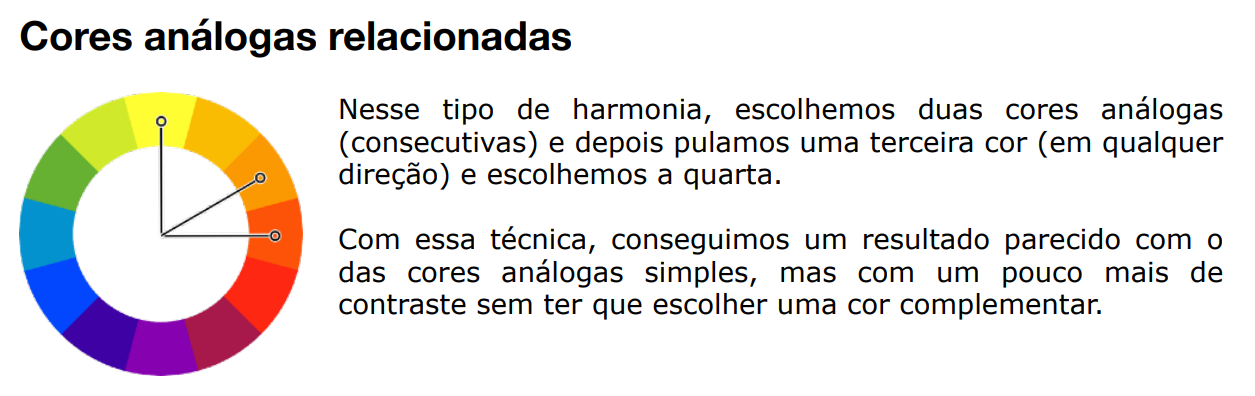 Cores análogas relacionadas
Nesse tipo de harmonia, escolhemos duas cores análogas
(consecutivas) e depois pulamos uma terceira cor (em qualquer
direção) e escolhemos a quarta.
Com essa técnica, conseguimos um resultado parecido com o
das cores análogas simples, mas com um pouco mais de
contraste sem ter que escolher uma cor complementar.